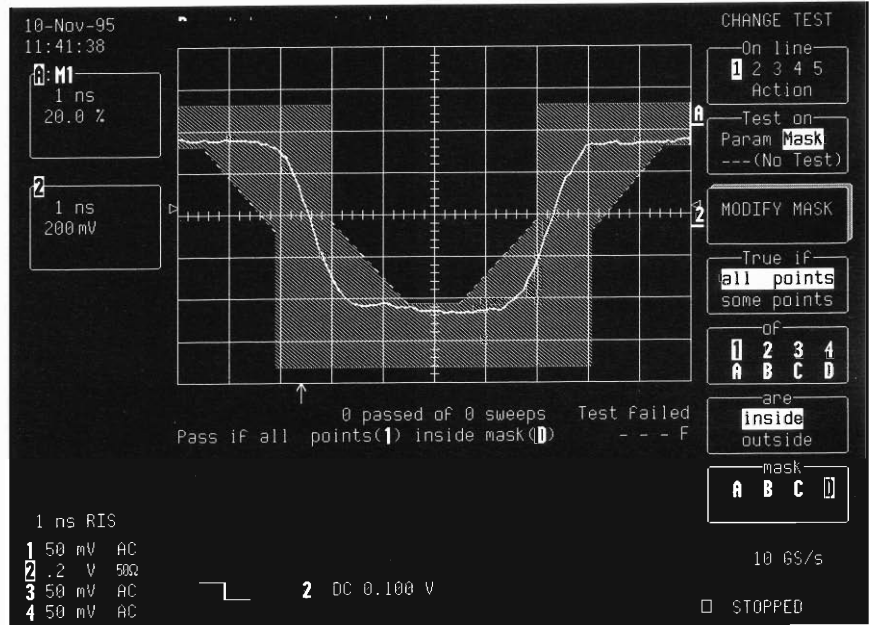 10-Nov-95
11:41:38
A:M1
1 ns
20.0 %
2
1 ns
200mV
A
2
CHANGE TEST
On line
1 2 3 4 5
Action
Test on
Param Mask
---(No Test)
MODIFY MASK
True if
all points
some points
of
1 2 3 4
A B C D
are
inside
outside
mask
A B C D
0 passed of 0 sweeps Test Failed
Pass if all points(1) inside mask(D) - - - F
1 ns RIS
1 50 mV AC
2 .2 V 50Ω
3 50 mV AC
4 50 mV AC
2 DC 0.100 V
10 GS/s
□ STOPPED